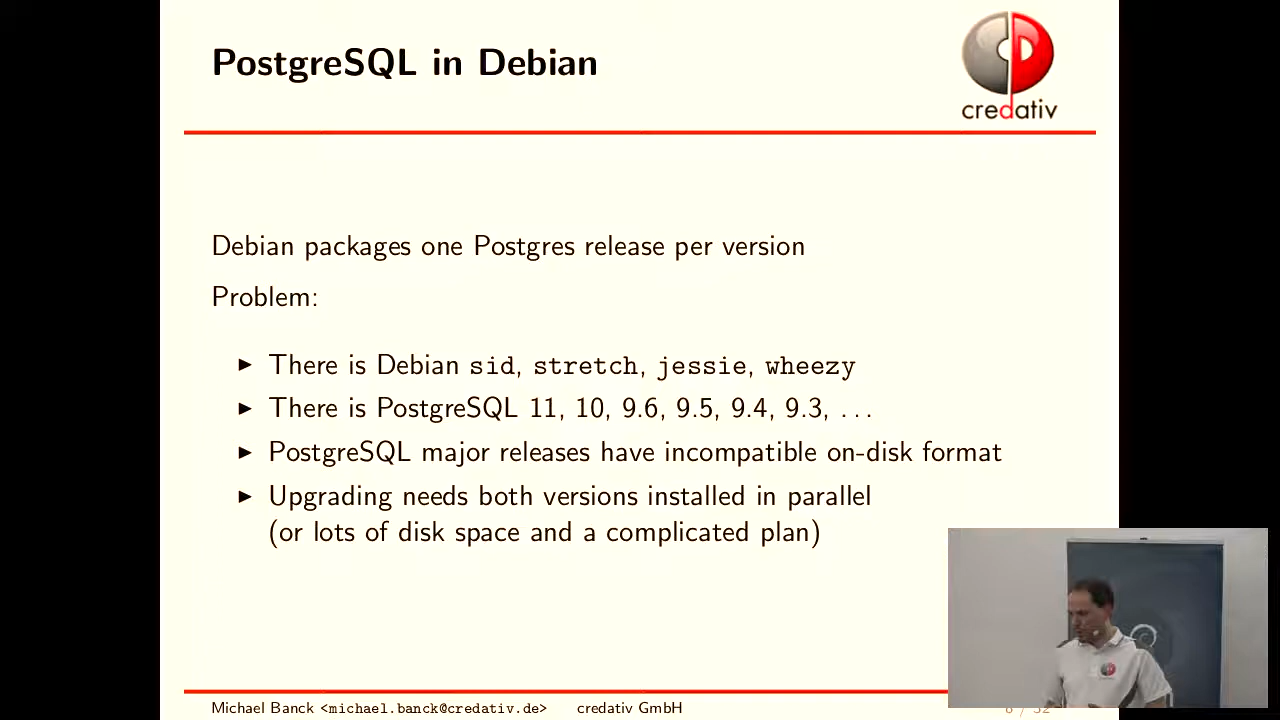 PostgreSQL in Debian
credativ
Debian packages one Postgres release per version
Problem:
▶ There is Debian sid, stretch, jessie, wheezy
▶ There is PostgreSQL 11, 10, 9.6, 9.5, 9.4, 9.3, . . .
▶ PostgreSQL major releases have incompatible on-disk format
▶ Upgrading needs both versions installed in parallel
(or lots of disk space and a complicated plan)
Michael Banck <michael.banck@credativ.de> credativ GmbH